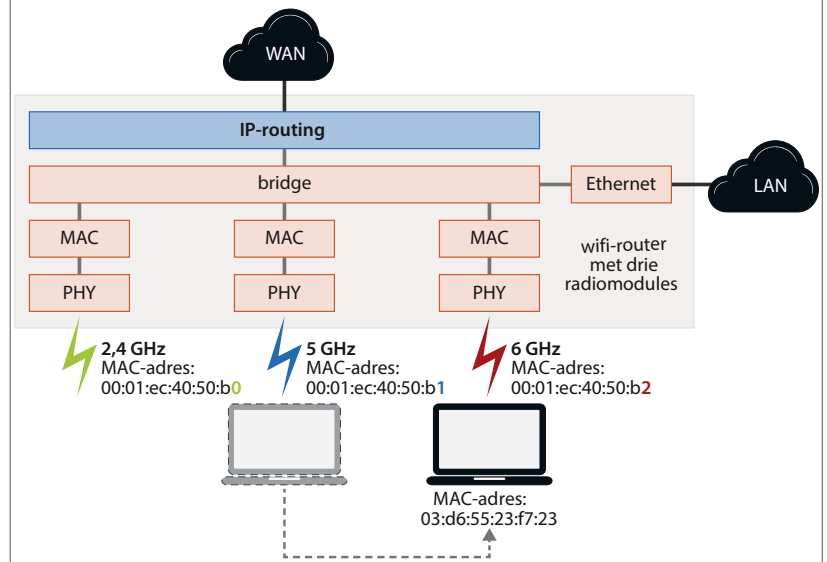 WAN
IP-routing
bridge
Ethernet
LAN
MAC
MAC
MAC
wifi-router
met drie
radiomodules
PHY
PHY
PHY
2,4 GHz
MAC-adres:
00:01:ec:40:50:b0
5 GHz
MAC-adres:
00:01:ec:40:50:b1
6 GHz
MAC-adres:
00:01:ec:40:50:b2
MAC-adres:
03:d6:55:23:f7:23